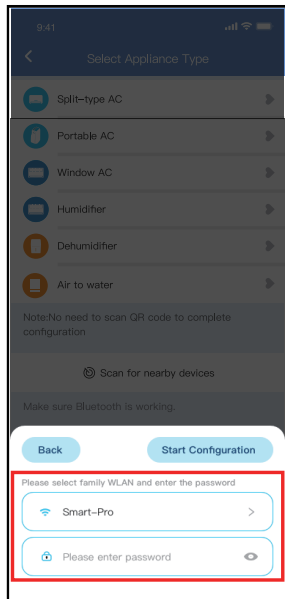 9:41
Select Appliance Type
Split-type AC
Portable AC
Window AC
Humidifier
Dehumidifier
Air to water
Note:No need to scan QR code to complete
configuration
Scan for nearby devices
Make sure Bluetooth is working.
Back
Start Configuration
Please select family WLAN and enter the password
Smart-Pro
Please enter password